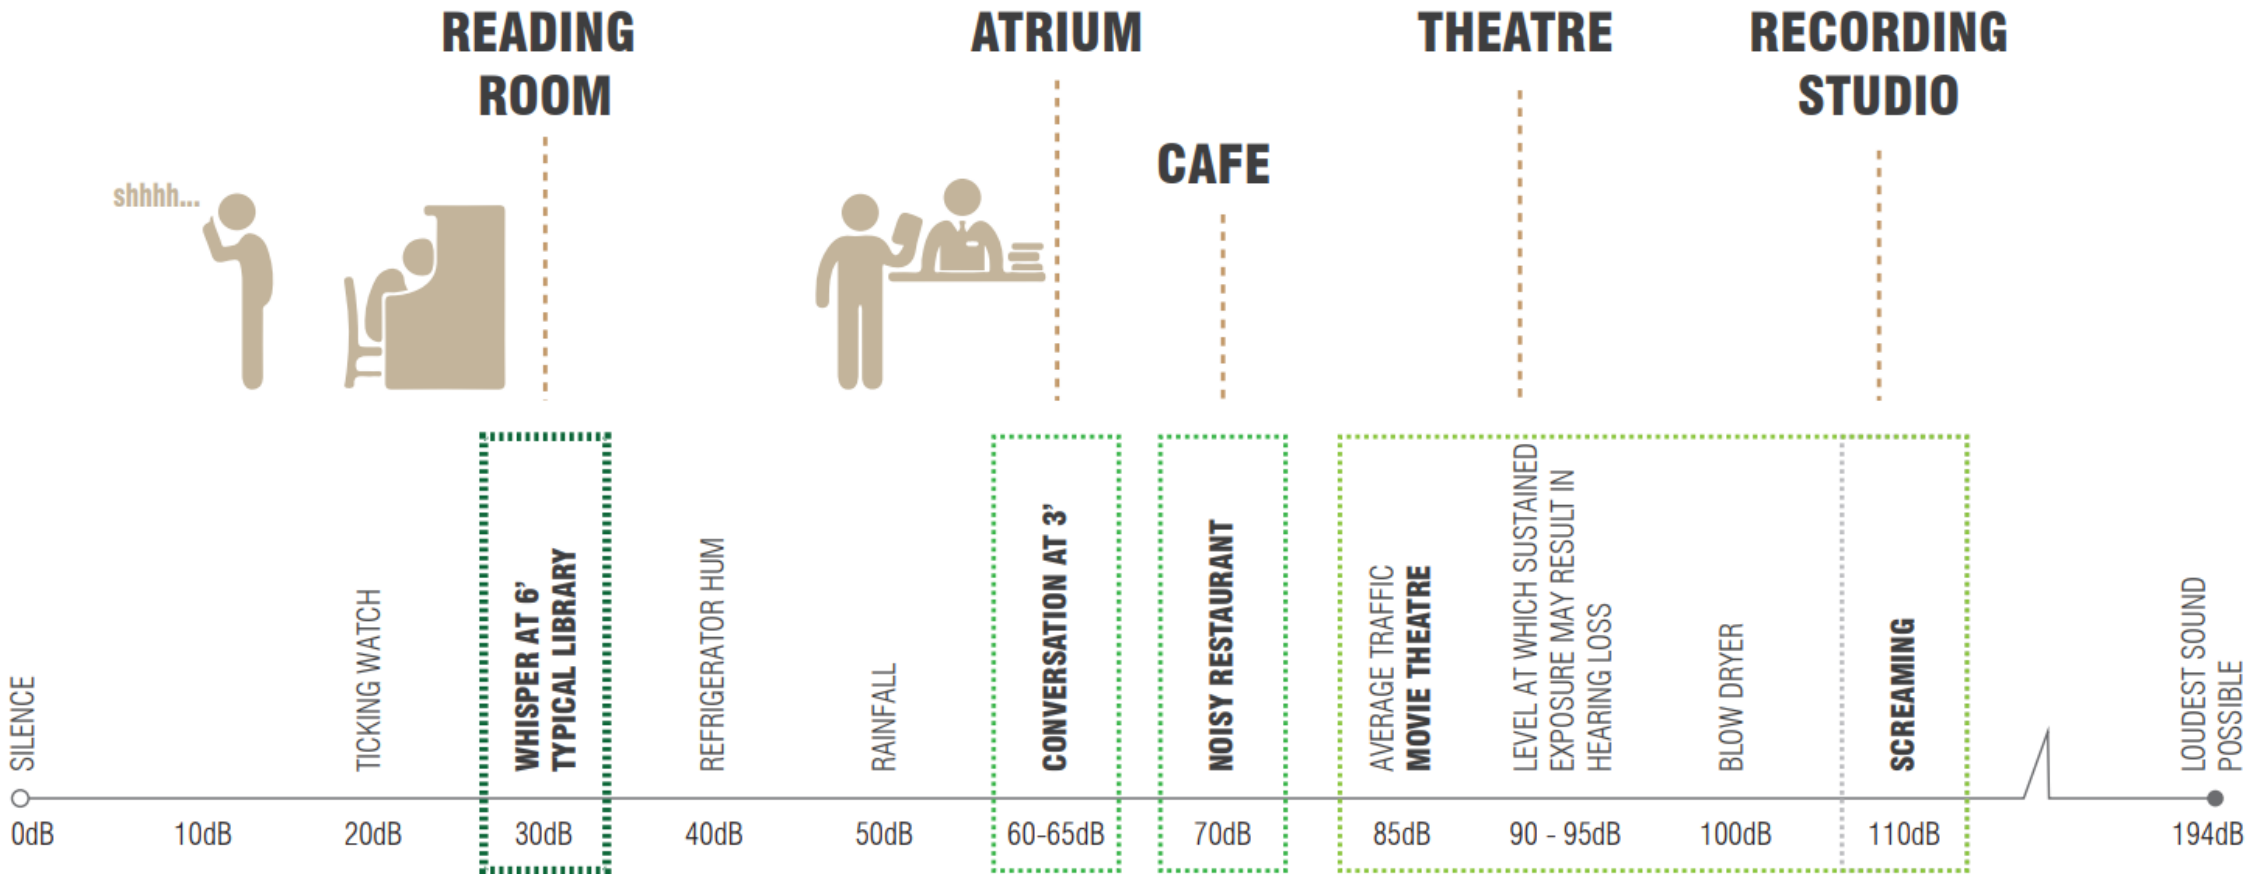 READING
ROOM
ATRIUM
CAFE
THEATRE
RECORDING
STUDIO
shhhh...
SILENCE
TICKING WATCH
WHISPER AT 6’
TYPICAL LIBRARY
REFRIGERATOR HUM
RAINFALL
CONVERSATION AT 3’
NOISY RESTAURANT
AVERAGE TRAFFIC
MOVIE THEATRE
LEVEL AT WHICH SUSTAINED
EXPOSURE MAY RESULT IN
HEARING LOSS
BLOW DRYER
SCREAMING
LOUDEST SOUND
POSSIBLE
0dB
10dB
20dB
30dB
40dB
50dB
60-65dB
70dB
85dB
90 - 95dB
100dB
110dB
194dB